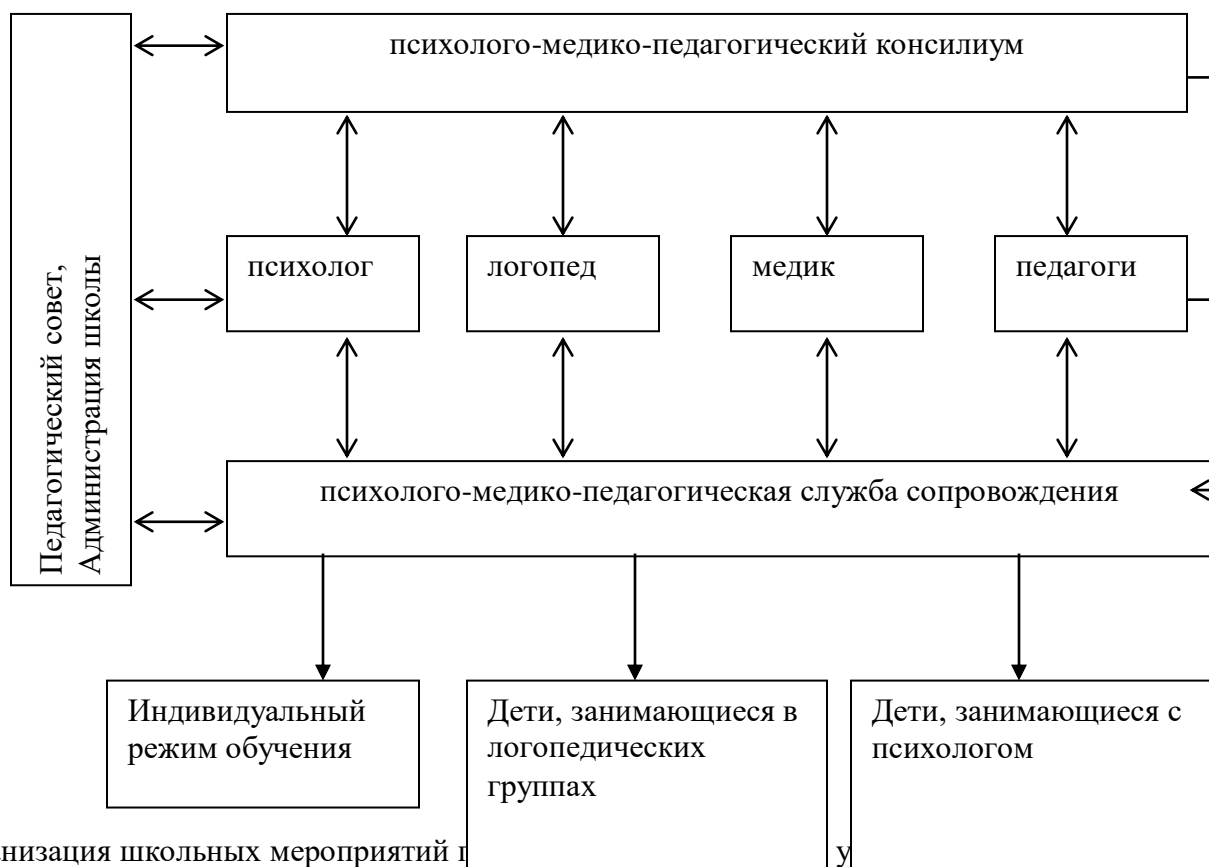 психолого-медико-педагогический консилиум
Педагогический совет,
Администрация школы
психолог
логопед
медик
педагоги
психолого-медико-педагогическая служба сопровождения
Индивидуальный
режим обучения
Дети, занимающиеся в
логопедических
группах
Дети, занимающиеся с
психологом
низация школьных мероприятий